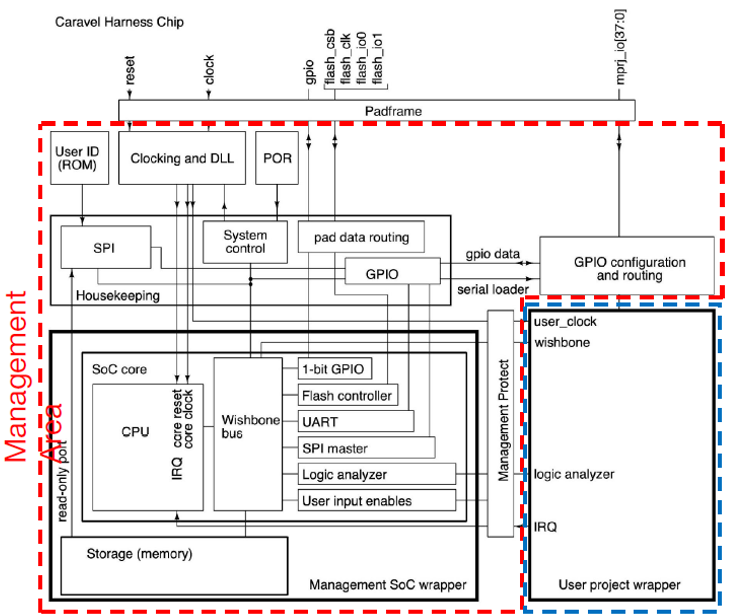 Caravel Harness Chip
reset
clock
gpio
flash_csb
flash_clk
flash_io0
flash_io1
mprj_io[37:0]
Padframe
User ID
(ROM)
Clocking and DLL
POR
SPI
System
control
pad data routing
GPIO
gpio data
serial loader
GPIO configuration
and routing
Housekeeping
Management
Area
SoC core
CPU
IRQ
core reset
core clock
Wishbone
bus
1-bit GPIO
Flash controller
UART
SPI master
Logic analyzer
User input enables
Management Protect
user_clock
wishbone
logic analyzer
IRQ
read-only port
Storage (memory)
Management SoC wrapper
User project wrapper